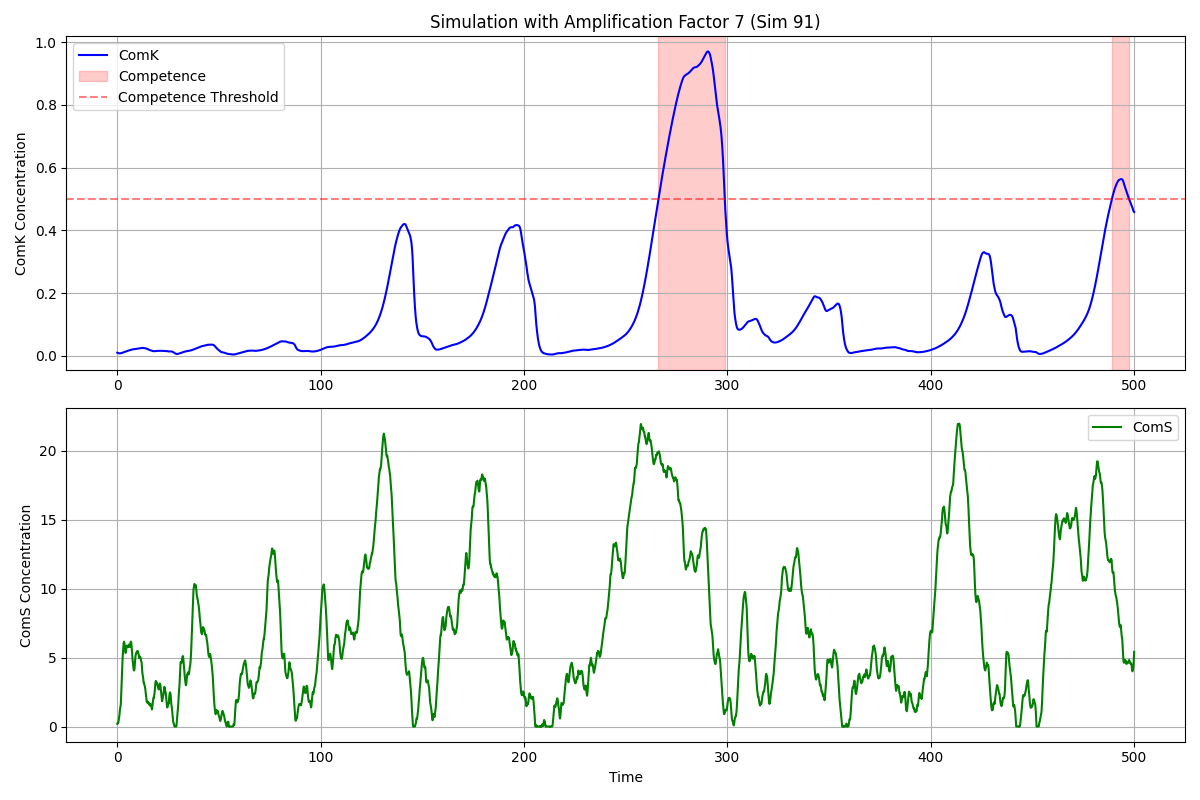 Simulation with Amplification Factor 7 (Sim 91)
ComK Concentration
1.0
0.8
0.6
0.4
0.2
0.0
ComK
Competence
Competence Threshold
0 100 200 300 400 500
ComS Concentration
20
15
10
5
0
ComS
0 100 200 300 400 500
Time